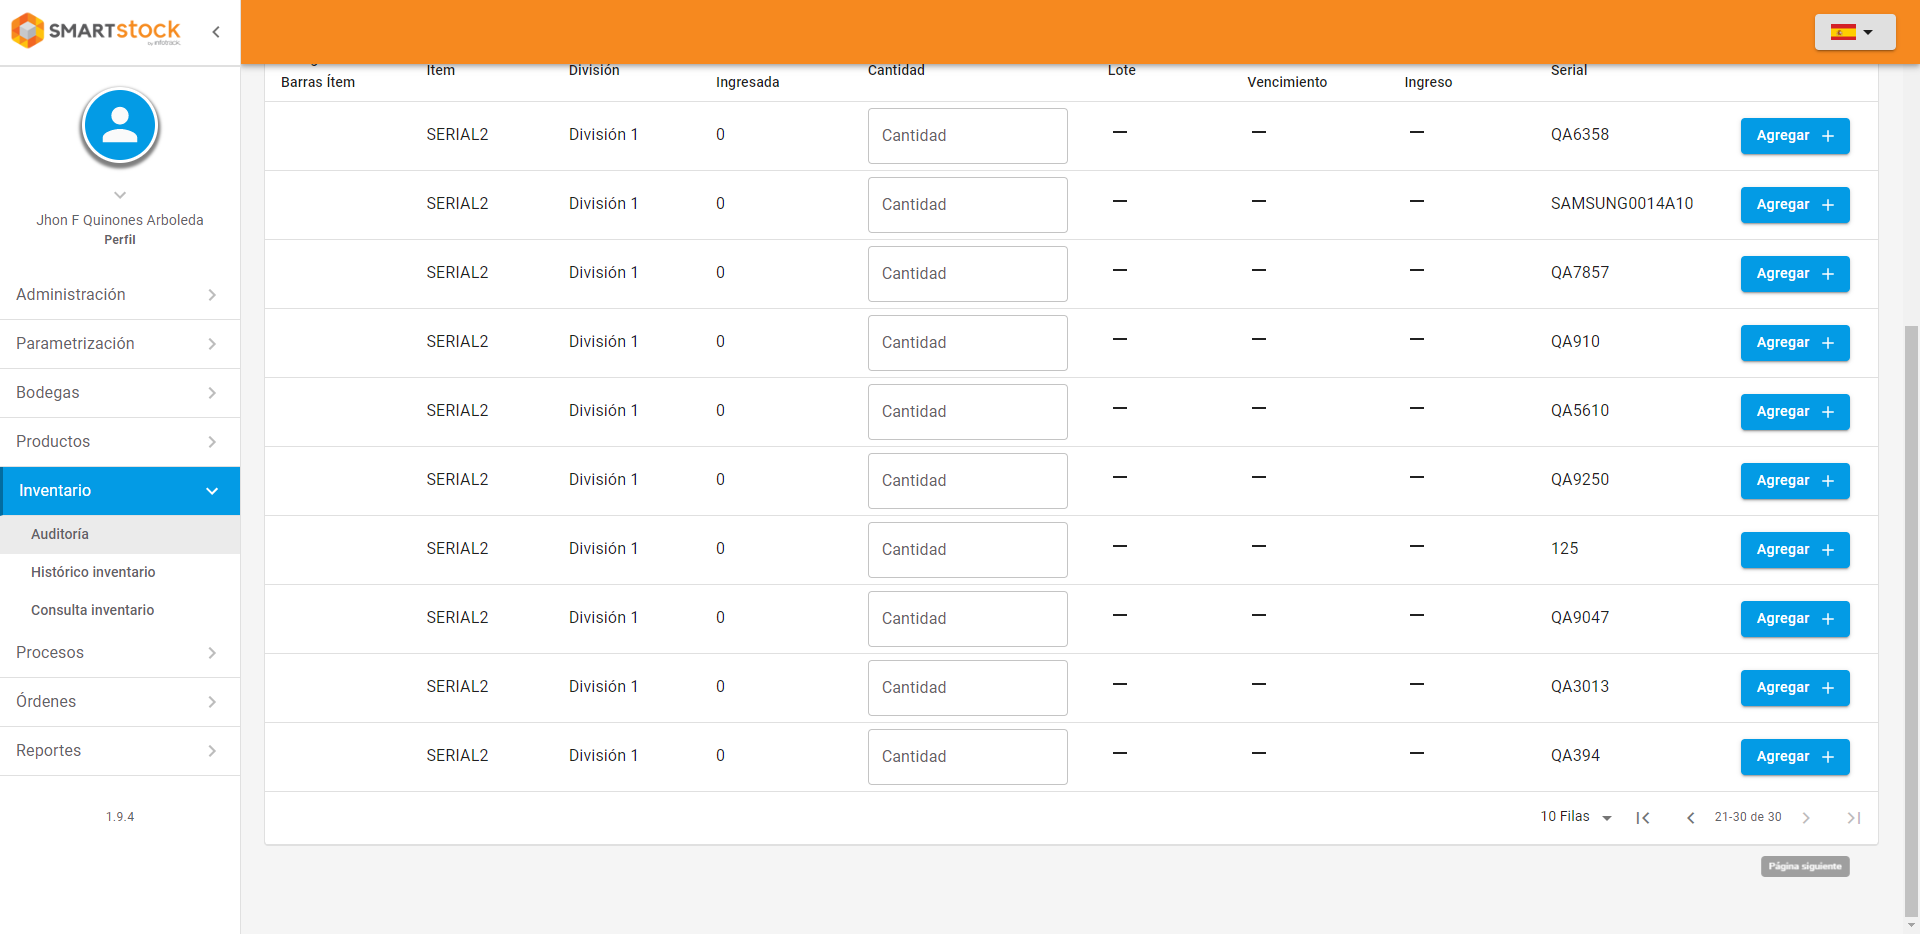 SMARTstock
by infotrack
Jhon F Quinones Arboleda
Perfil
Administración
Parametrización
Bodegas
Productos
Inventario
Auditoría
Histórico inventario
Consulta inventario
Procesos
Órdenes
Reportes
1.9.4
Barras Ítem Item División Ingresada Cantidad Lote Vencimiento Ingreso Serial
SERIAL2 División 1 0 Cantidad — — — QA6358 Agregar +
SERIAL2 División 1 0 Cantidad — — — SAMSUNG0014A10 Agregar +
SERIAL2 División 1 0 Cantidad — — — QA7857 Agregar +
SERIAL2 División 1 0 Cantidad — — — QA910 Agregar +
SERIAL2 División 1 0 Cantidad — — — QA5610 Agregar +
SERIAL2 División 1 0 Cantidad — — — QA9250 Agregar +
SERIAL2 División 1 0 Cantidad — — — 125 Agregar +
SERIAL2 División 1 0 Cantidad — — — QA9047 Agregar +
SERIAL2 División 1 0 Cantidad — — — QA3013 Agregar +
SERIAL2 División 1 0 Cantidad — — — QA394 Agregar +
10 Filas 21-30 de 30
Página siguiente